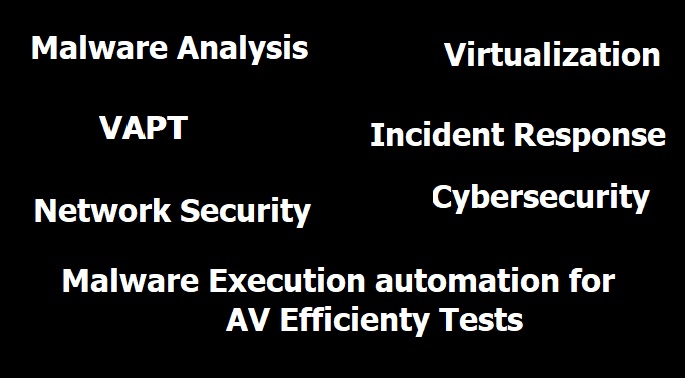 Malware Analysis
Virtualization
VAPT
Incident Response
Network Security
Cybersecurity
Malware Execution automation for
AV Efficienty Tests